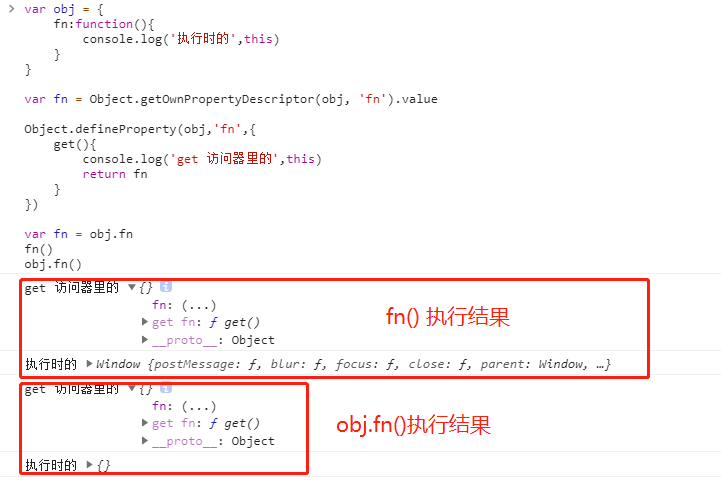 > var obj = {
fn:function(){
console.log('执行时的',this)
}
}
var fn = Object.getOwnPropertyDescriptor(obj, 'fn').value
Object.defineProperty(obj,'fn',{
get(){
console.log('get 访问器里的',this)
return fn
}
})
var fn = obj.fn
fn()
obj.fn()
get 访问器里的 ▼{} i
fn: (...)
▶get fn: ƒ get()
▶__proto__: Object
fn() 执行结果
执行时的 ▶Window {postMessage: ƒ, blur: ƒ, focus: ƒ, close: ƒ, parent: Window, …}
get 访问器里的 ▼{} i
fn: (...)
▶get fn: ƒ get()
▶__proto__: Object
obj.fn()执行结果
执行时的 ▶{}